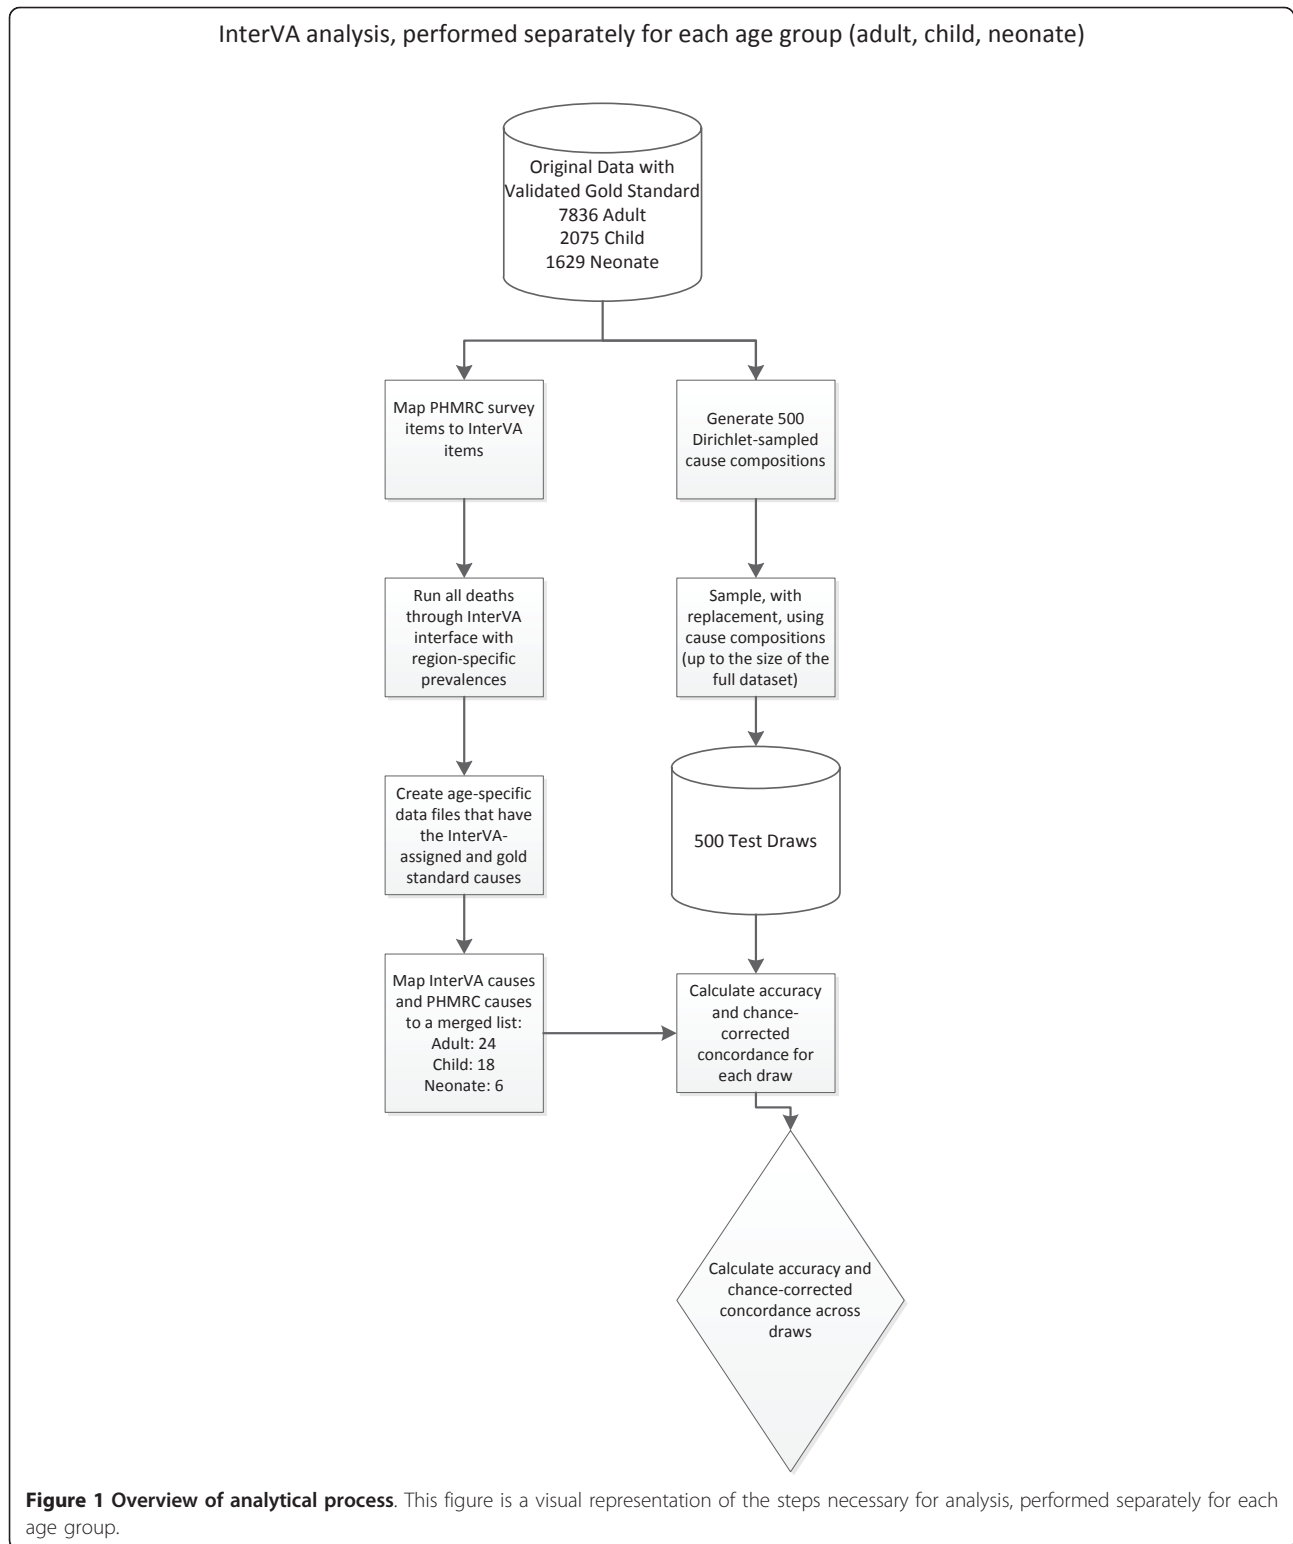 InterVA analysis, performed separately for each age group (adult, child, neonate)
Original Data with
Validated Gold Standard
7836 Adult
2075 Child
1629 Neonate
Map PHMRC survey
items to InterVA
items
Generate 500
Dirichlet-sampled
cause compositions
Run all deaths
through InterVA
interface with
region-specific
prevalences
Sample, with
replacement, using
cause compositions
(up to the size of the
full dataset)
Create age-specific
data files that have
the InterVA-
assigned and gold
standard causes
500 Test Draws
Map InterVA causes
and PHMRC causes
to a merged list:
Adult: 24
Child: 18
Neonate: 6
Calculate accuracy
and chance-
corrected
concordance for
each draw
Calculate accuracy and
chance-corrected
concordance across
draws
Figure 1 Overview of analytical process. This figure is a visual representation of the steps necessary for analysis, performed separately for each
age group.